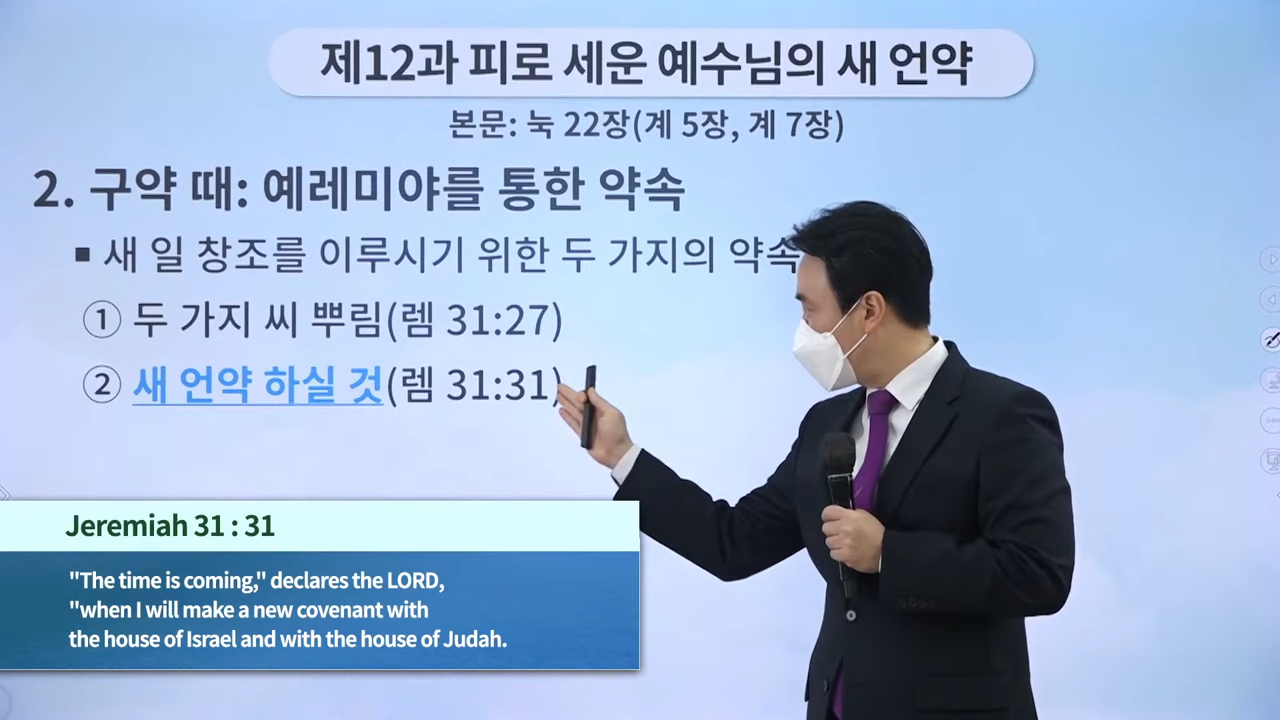 제12과 피로 세운 예수님의 새 언약
본문: 눅 22장(계 5장, 계 7장)
2. 구약 때: 예레미야를 통한 약속
▪ 새 일 창조를 이루시기 위한 두 가지의 약속
① 두 가지 씨 뿌림(렘 31:27)
② 새 언약 하실 것(렘 31:31)
Jeremiah 31 : 31
"The time is coming," declares the LORD,
"when I will make a new covenant with
the house of Israel and with the house of Judah.